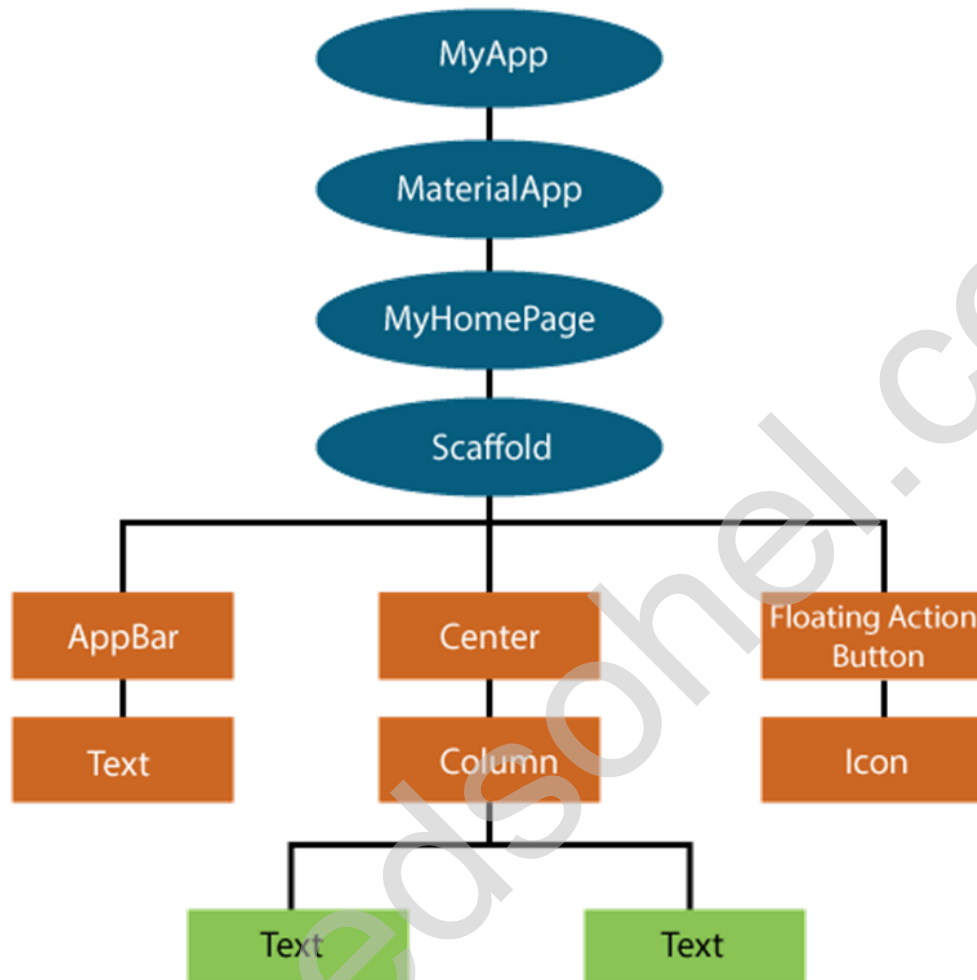 MyApp
MaterialApp
MyHomePage
Scaffold
AppBar
Center
Floating Action
Button
Text
Column
Icon
Text
Text